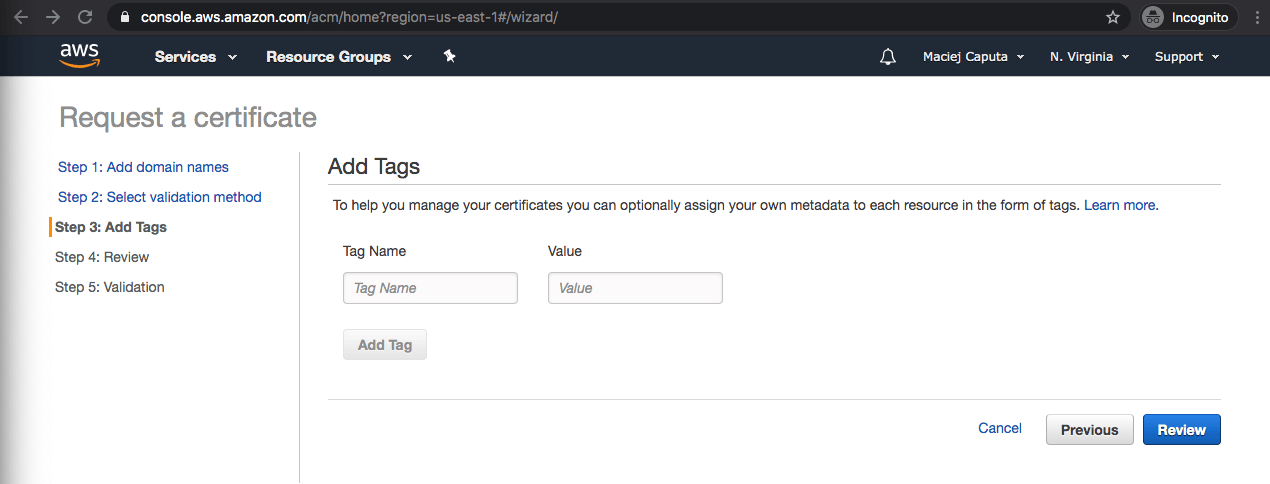 console.aws.amazon.com/acm/home?region=us-east-1#/wizard/ Incognito
aws Services Resource Groups Maciej Caputa N. Virginia Support
Request a certificate
Step 1: Add domain names
Step 2: Select validation method
Step 3: Add Tags
Step 4: Review
Step 5: Validation
Add Tags
To help you manage your certificates you can optionally assign your own metadata to each resource in the form of tags. Learn more.
Tag Name Value
Tag Name Value
Add Tag
Cancel Previous Review